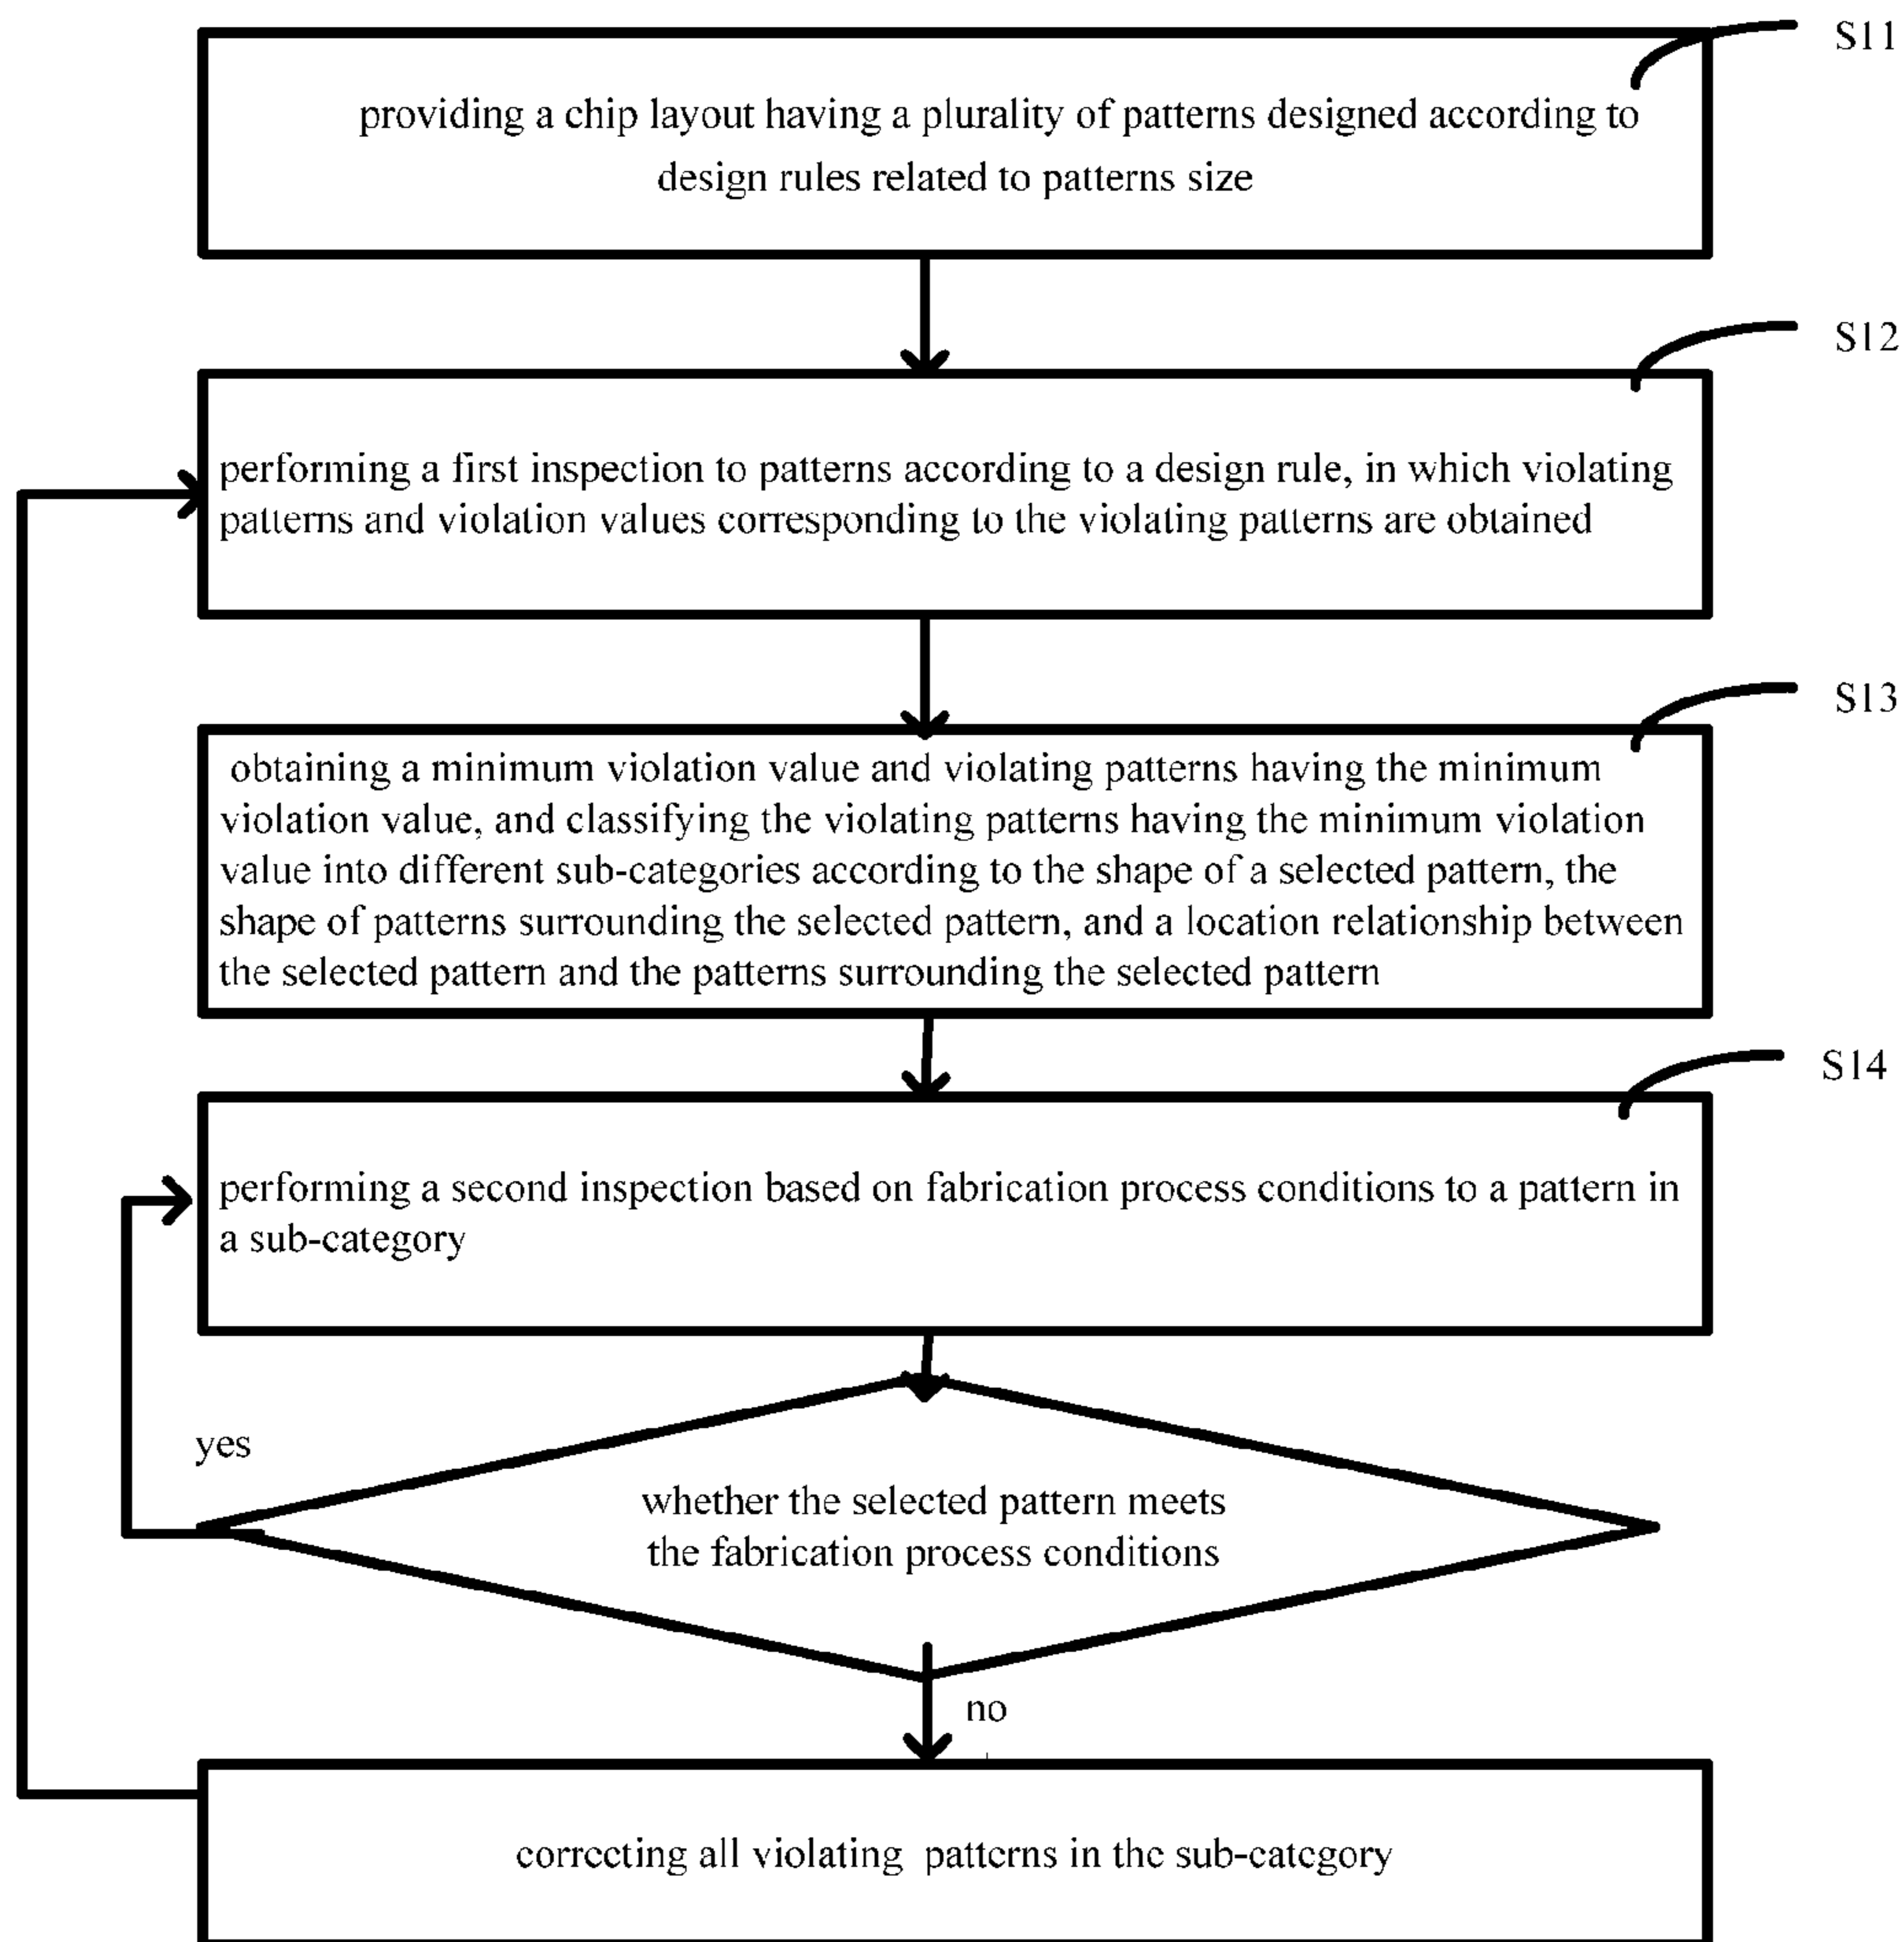 S11
providing a chip layout having a plurality of patterns designed according to
design rules related to patterns size
S12
performing a first inspection to patterns according to a design rule, in which violating
patterns and violation values corresponding to the violating patterns are obtained
S13
obtaining a minimum violation value and violating patterns having the minimum
violation value, and classifying the violating patterns having the minimum violation
value into different sub-categories according to the shape of a selected pattern, the
shape of patterns surrounding the selected pattern, and a location relationship between
the selected pattern and the patterns surrounding the selected pattern
S14
performing a second inspection based on fabrication process conditions to a pattern in
a sub-category
yes
whether the selected pattern meets
the fabrication process conditions
no
correcting all violating patterns in the sub-category